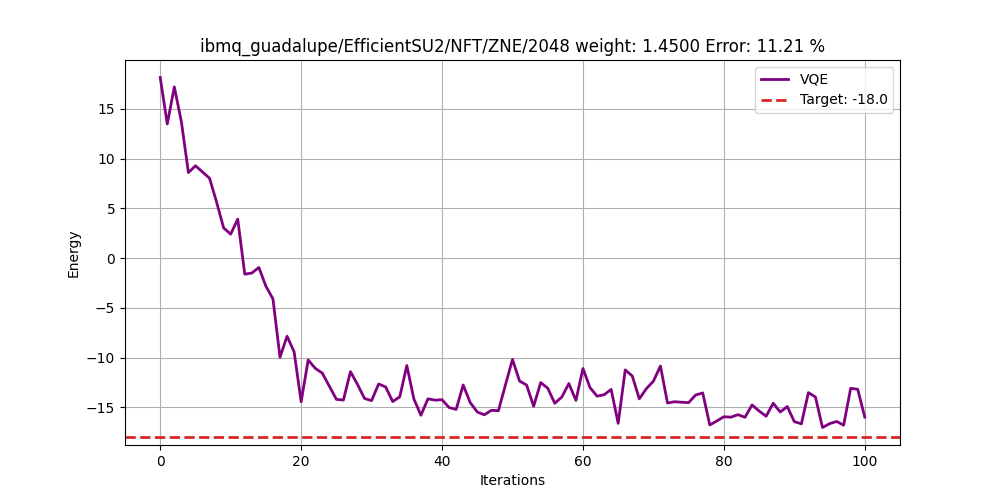 ibmq_guadalupe/EfficientSU2/NFT/ZNE/2048 weight: 1.4500 Error: 11.21 %
VQE
Target: -18.0
15
10
5
0
−5
−10
−15
Energy
0 20 40 60 80 100
Iterations